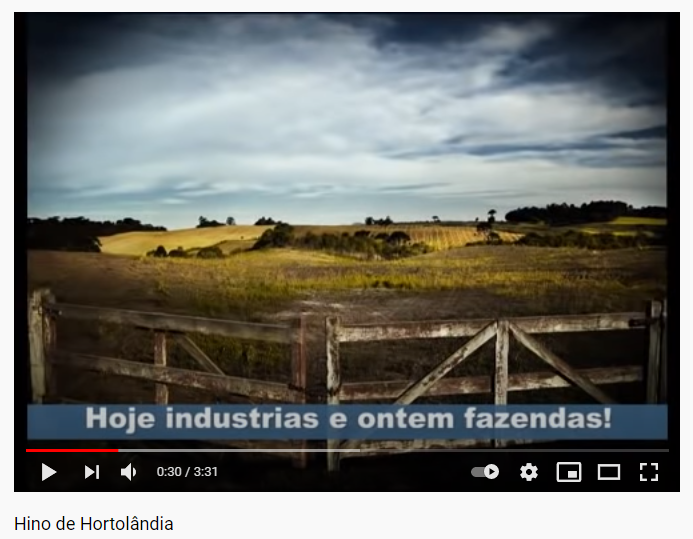 Hoje industrias e ontem fazendas!
0:30 / 3:31
Hino de Hortolândia